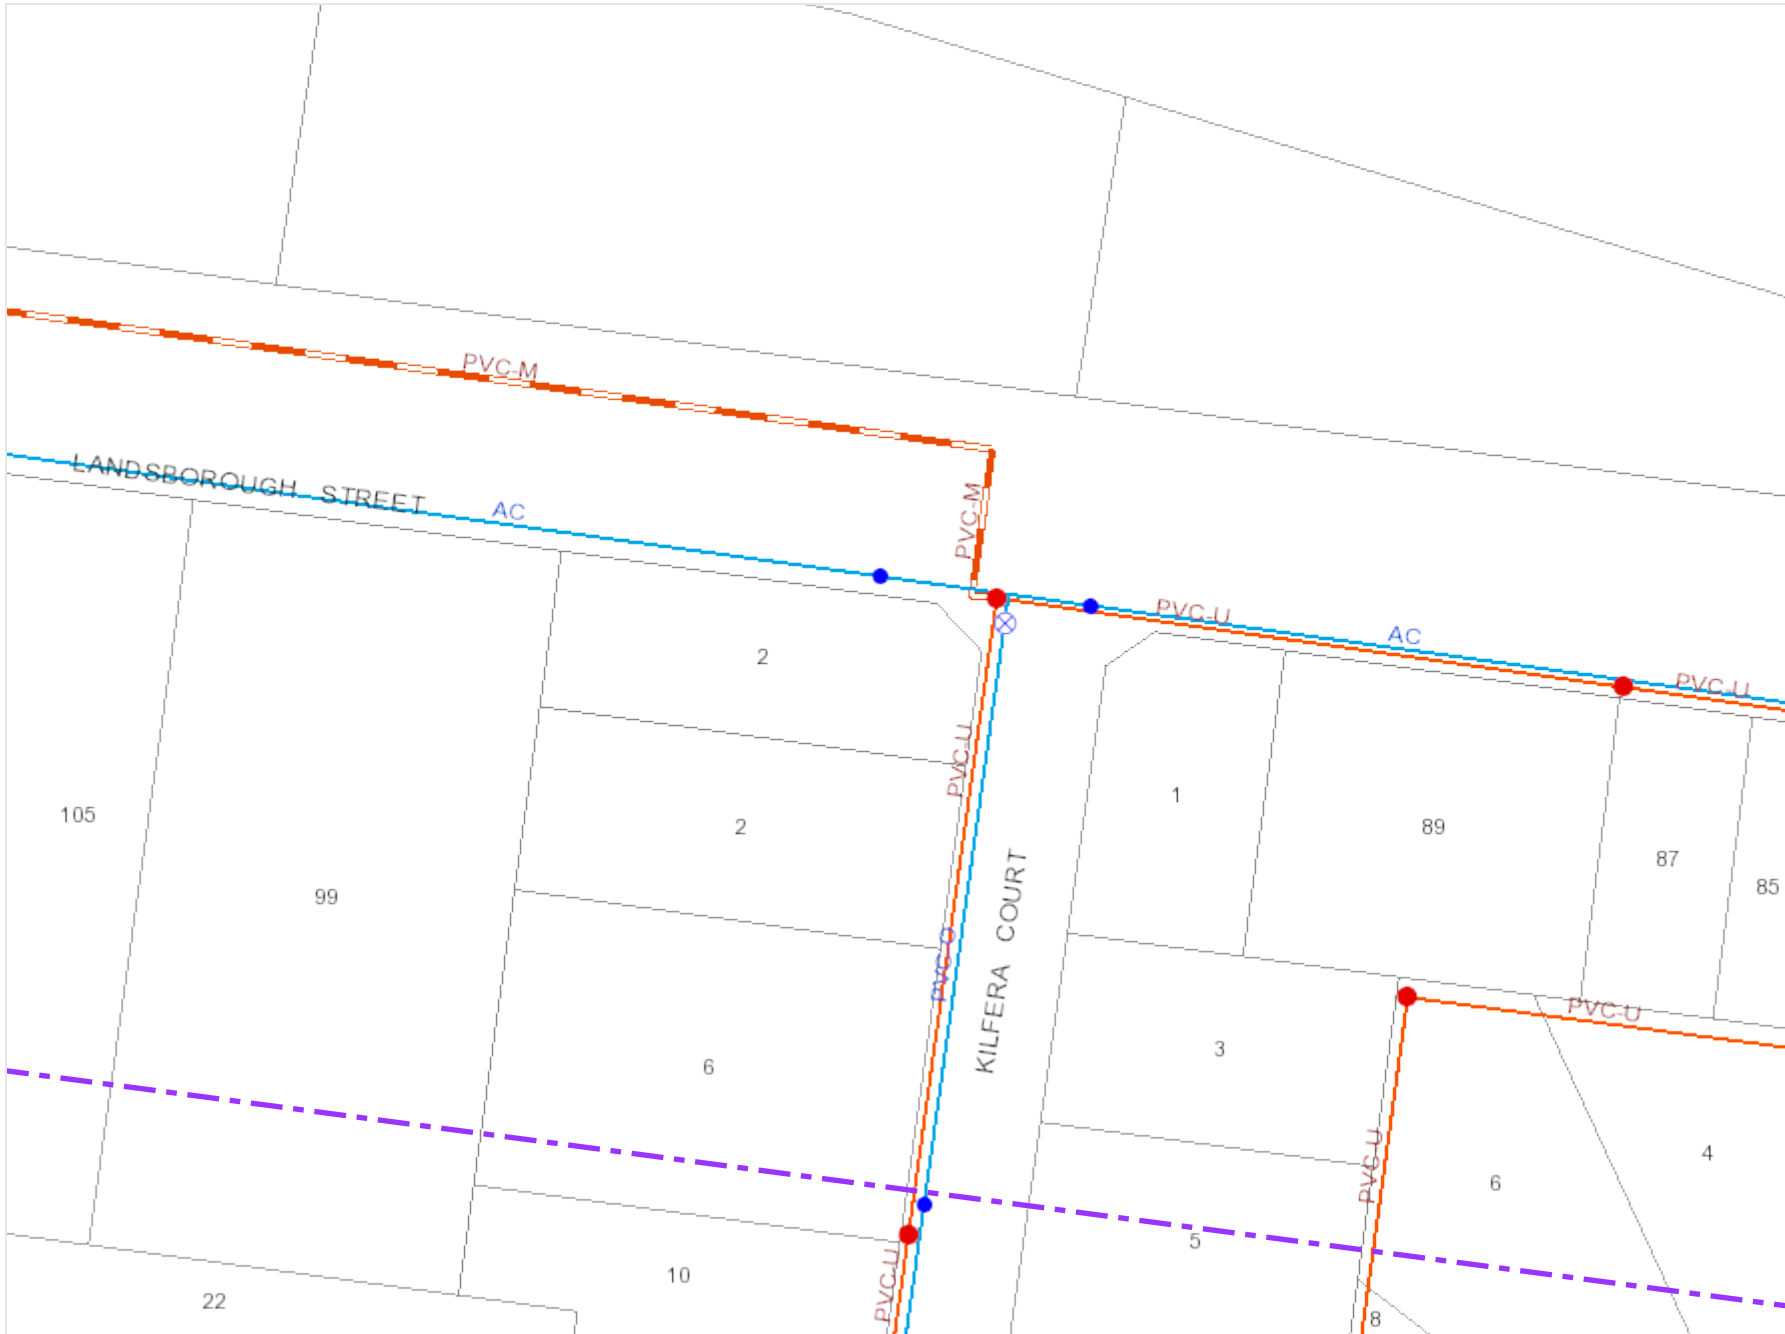 PVC-M
LANDSBOROUGH STREET
AC
PVC-M
PVC-U
AC
PVC-U
2
PVC-U
1
2
89
87
85
105
99
PVC-O
KILFERA COURT
PVC-U
3
6
PVC-U
6
4
5
10
PVC-U
22
8